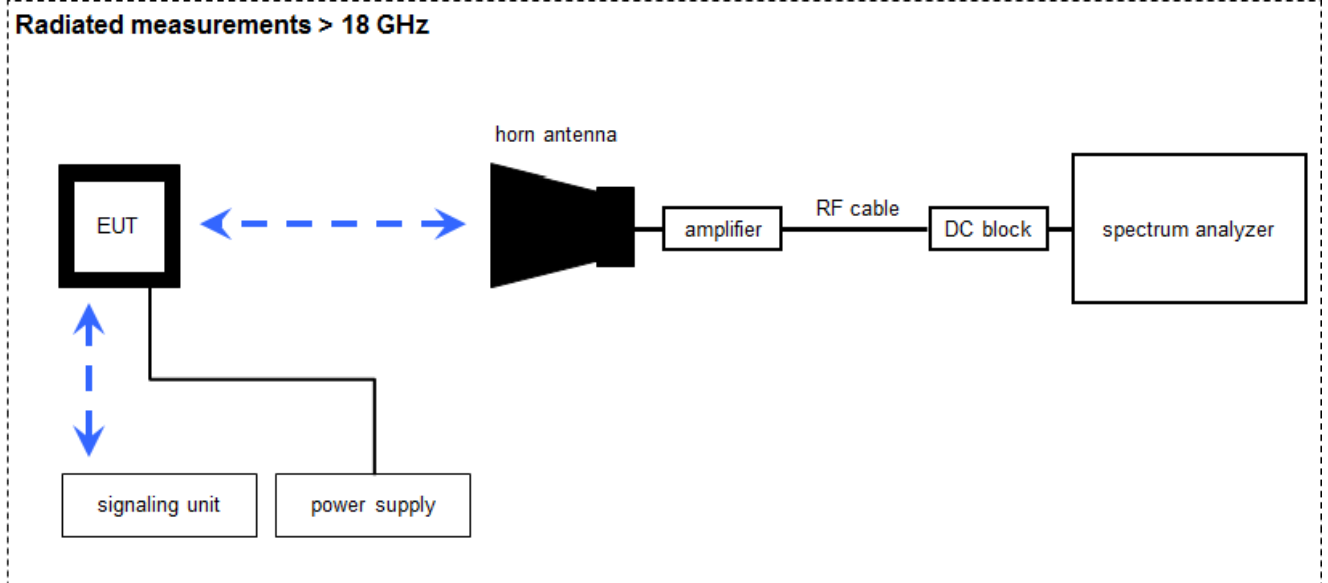 Radiated measurements > 18 GHz
horn antenna
EUT
amplifier
RF cable
DC block
spectrum analyzer
signaling unit
power supply